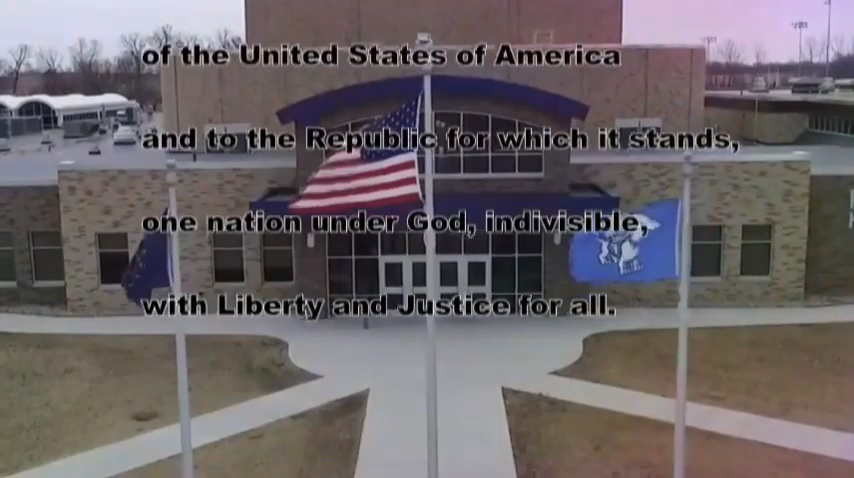 of the United States of America
and to the Republic for which it stands,
one nation under God, indivisible,
with Liberty and Justice for all.